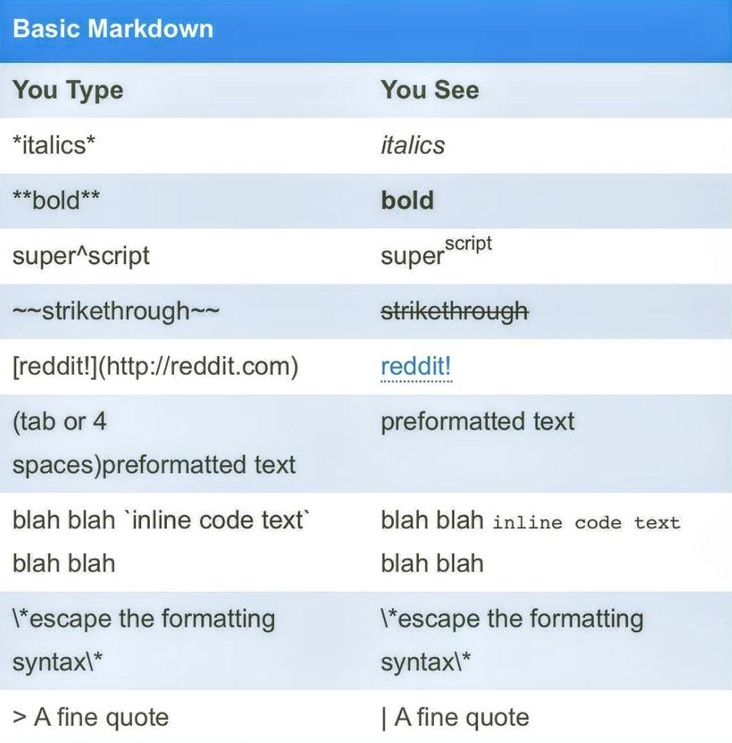 Basic Markdown
You Type You See
*italics* italics
**bold** bold
super^script superscript
~~strikethrough~~ strikethrough
[reddit!](http://reddit.com) reddit!
(tab or 4 preformatted text
spaces)preformatted text
blah blah `inline code text` blah blah inline code text
blah blah blah blah
\*escape the formatting \*escape the formatting
syntax\* syntax\*
> A fine quote | A fine quote